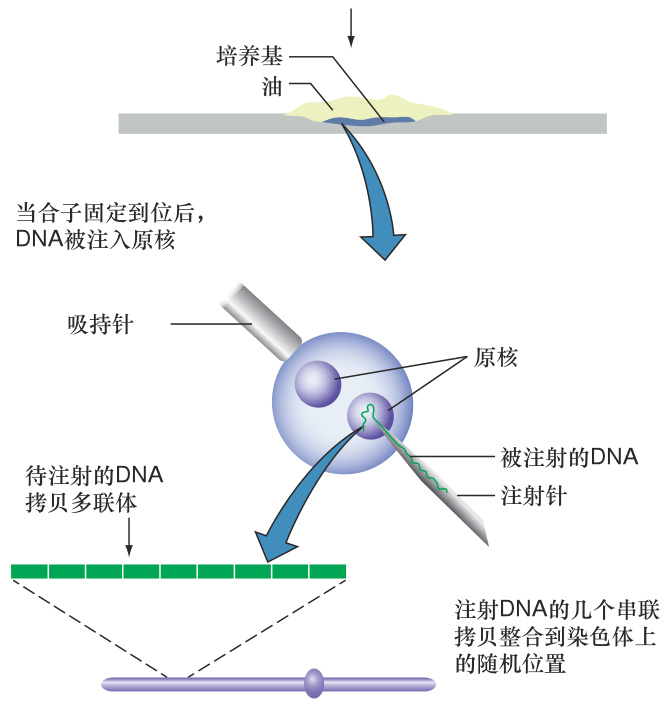 培养基
油
当合子固定到位后，
DNA被注入原核
吸持针
原核
被注射的DNA
注射针
待注射的DNA
拷贝多联体
注射DNA的几个串联
拷贝整合到染色体上
的随机位置